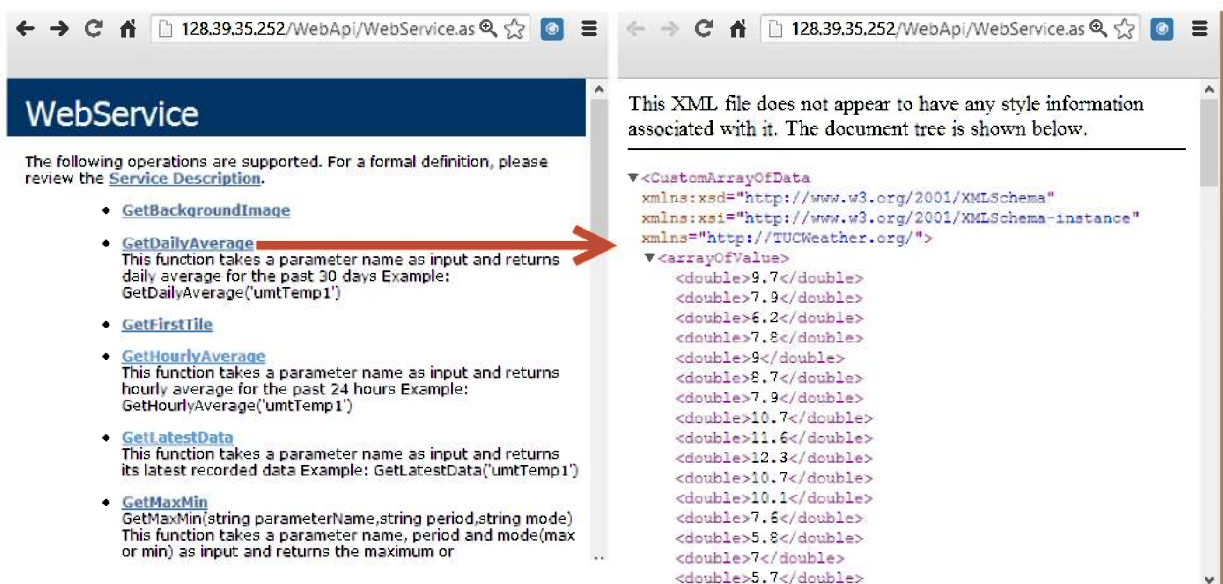 128.39.35.252/WebApi/WebService.as
WebService
The following operations are supported. For a formal definition, please
review the Service Description.
GetBackgroundImage
GetDailyAverage
This function takes a parameter name as input and returns
daily average for the past 30 days Example:
GetDailyAverage('umtTemp1')
GetFirstTile
GetHourlyAverage
This function takes a parameter name as input and returns
hourly average for the past 24 hours Example:
GetHourlyAverage('umtTemp1')
GetLatestData
This function takes a parameter name as input and returns
its latest recorded data Example: GetLatestData('umtTemp1')
GetMaxMin
GetMaxMin(string parameterName,string period,string mode)
This function takes a parameter name, period and mode(max
or min) as input and returns the maximum or
128.39.35.252/WebApi/WebService.as
This XML file does not appear to have any style information
associated with it. The document tree is shown below.
▼<CustomArrayOfData
xmlns:xsd="http://www.w3.org/2001/XMLSchema"
xmlns:xsi="http://www.w3.org/2001/XMLSchema-instance"
xmlns="http://TUCWeather.org/">
▼<arrayOfValue>
<double>9.7</double>
<double>7.9</double>
<double>6.2</double>
<double>7.8</double>
<double>9</double>
<double>8.7</double>
<double>7.9</double>
<double>10.7</double>
<double>11.6</double>
<double>12.3</double>
<double>10.7</double>
<double>10.1</double>
<double>7.6</double>
<double>5.8</double>
<double>7</double>
<double>5.7</double>